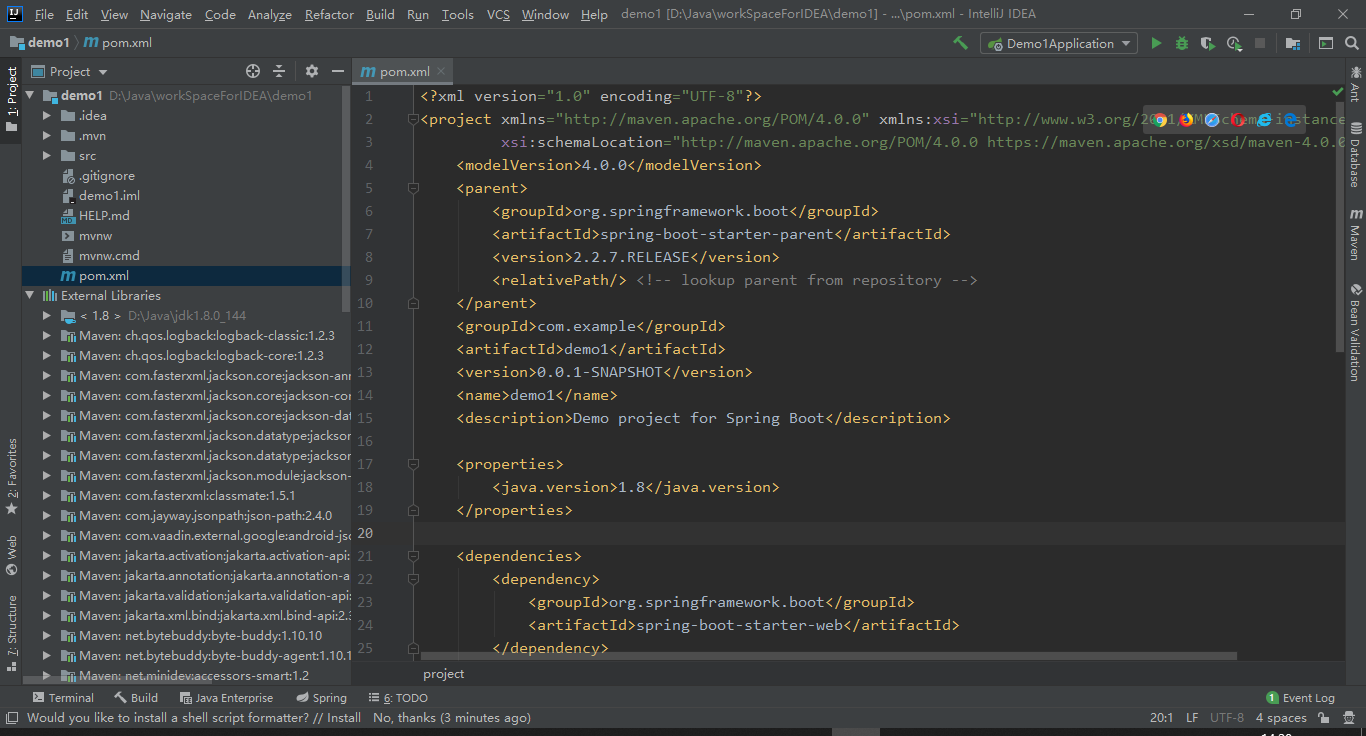 File Edit View Navigate Code Analyze Refactor Build Run Tools VCS Window Help demo1 [D:\Java\workSpaceForIDEA\demo1] - ...\pom.xml - IntelliJ IDEA
demo1 pom.xml
Demo1Application
1: Project
2: Favorites
Web
7: Structure
Project
demo1 D:\Java\workSpaceForIDEA\demo1
.idea
.mvn
src
.gitignore
demo1.iml
HELP.md
mvnw
mvnw.cmd
pom.xml
External Libraries
< 1.8 > D:\Java\jdk1.8.0_144
Maven: ch.qos.logback:logback-classic:1.2.3
Maven: ch.qos.logback:logback-core:1.2.3
Maven: com.fasterxml.jackson.core:jackson-ann
Maven: com.fasterxml.jackson.core:jackson-cor
Maven: com.fasterxml.jackson.core:jackson-dat
Maven: com.fasterxml.jackson.datatype:jackson
Maven: com.fasterxml.jackson.datatype:jackson
Maven: com.fasterxml.jackson.module:jackson-
Maven: com.fasterxml:classmate:1.5.1
Maven: com.jayway.jsonpath:json-path:2.4.0
Maven: com.vaadin.external.google:android-jso
Maven: jakarta.activation:jakarta.activation-api:
Maven: jakarta.annotation:jakarta.annotation-a
Maven: jakarta.validation:jakarta.validation-api:
Maven: jakarta.xml.bind:jakarta.xml.bind-api:2.3
Maven: net.bytebuddy:byte-buddy:1.10.10
Maven: net.bytebuddy:byte-buddy-agent:1.10.1
Maven: net.minidev:accessors-smart:1.2
pom.xml
1 <?xml version="1.0" encoding="UTF-8"?>
2 <project xmlns="http://maven.apache.org/POM/4.0.0" xmlns:xsi="http://www.w3.org/
3 xsi:schemaLocation="http://maven.apache.org/POM/4.0.0 https://maven.apache.org/xsd/maven-4.0.0
4 <modelVersion>4.0.0</modelVersion>
5 <parent>
6 <groupId>org.springframework.boot</groupId>
7 <artifactId>spring-boot-starter-parent</artifactId>
8 <version>2.2.7.RELEASE</version>
9 <relativePath/> <!-- lookup parent from repository -->
10 </parent>
11 <groupId>com.example</groupId>
12 <artifactId>demo1</artifactId>
13 <version>0.0.1-SNAPSHOT</version>
14 <name>demo1</name>
15 <description>Demo project for Spring Boot</description>
16
17 <properties>
18 <java.version>1.8</java.version>
19 </properties>
20
21 <dependencies>
22 <dependency>
23 <groupId>org.springframework.boot</groupId>
24 <artifactId>spring-boot-starter-web</artifactId>
25 </dependency>
project
Ant
Database
Maven
Bean Validation
Terminal Build Java Enterprise Spring 6: TODO 1 Event Log
Would you like to install a shell script formatter? // Install No, thanks (3 minutes ago) 20:1 LF UTF-8 4 spaces